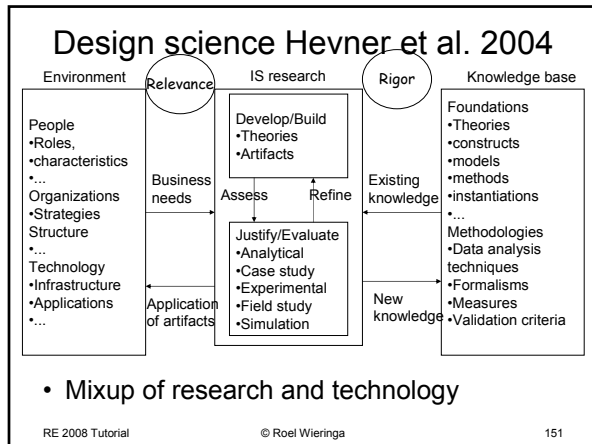 Design science Hevner et al. 2004
Environment
Relevance
IS research
Rigor
Knowledge base
People
•Roles,
•characteristics
•...
Organizations
•Strategies
Structure
•...
Technology
•Infrastructure
•Applications
•...
Business
needs
Application
of artifacts
Develop/Build
•Theories
•Artifacts
Assess
Refine
Justify/Evaluate
•Analytical
•Case study
•Experimental
•Field study
•Simulation
Existing
knowledge
New
knowledge
Foundations
•Theories
•constructs
•models
•methods
•instantiations
•...
Methodologies
•Data analysis
techniques
•Formalisms
•Measures
•Validation criteria
• Mixup of research and technology
RE 2008 Tutorial
© Roel Wieringa
151